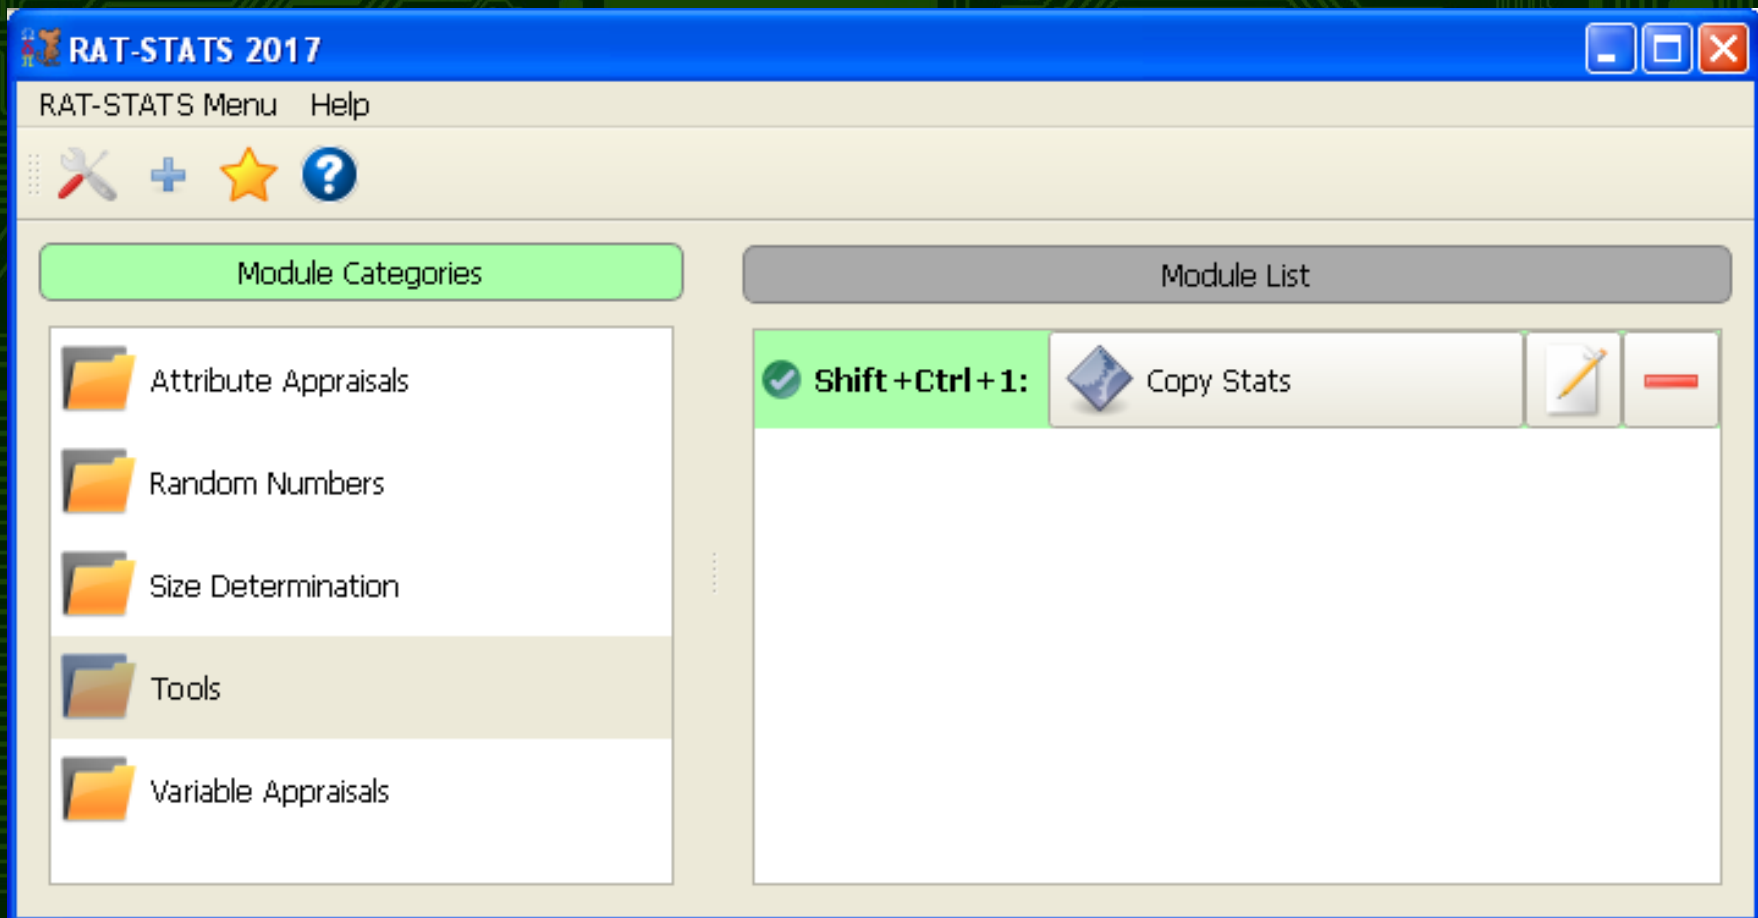 RAT-STATS 2017
RAT-STATS Menu Help
?
Module Categories
Module List
Attribute Appraisals
Random Numbers
Size Determination
Tools
Variable Appraisals
Shift+Ctrl+1: Copy Stats